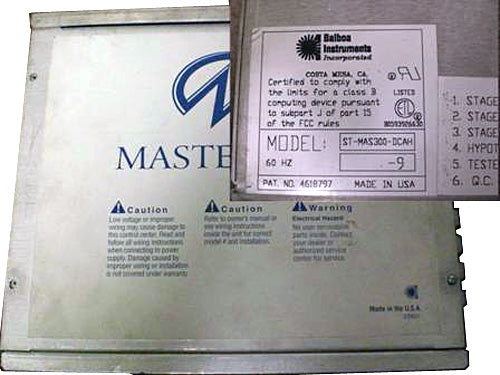 Balboa
Instruments
Incorporated
COSTA MESA, CA.
Certified to comply with
the limits for a class B
computing device pursuant
to subpart J of part 15
of the FCC rules
LISTED
MODEL: ST-MAS300-DCAH
60 HZ -9
PAT. NO. 4618797 MADE IN USA
1. STAGE
2. STAGE
3. STAGE
4. HYPOT
5. TESTE
6. Q.C.
MASTE
Caution
Low voltage or improper
wiring may cause damage to
this control center. Read and
follow all wiring instructions
when connecting to power
supply. Damage caused by
improper wiring or installation
is not covered under warranty.
Caution
Refer to owner's manual or
see wiring instructions
inside the unit for correct
model # and installation.
Warning
Electrical Hazard
No user serviceable
parts inside. Contact
your dealer or
authorized service
center for service.
Made in the U.S.A.